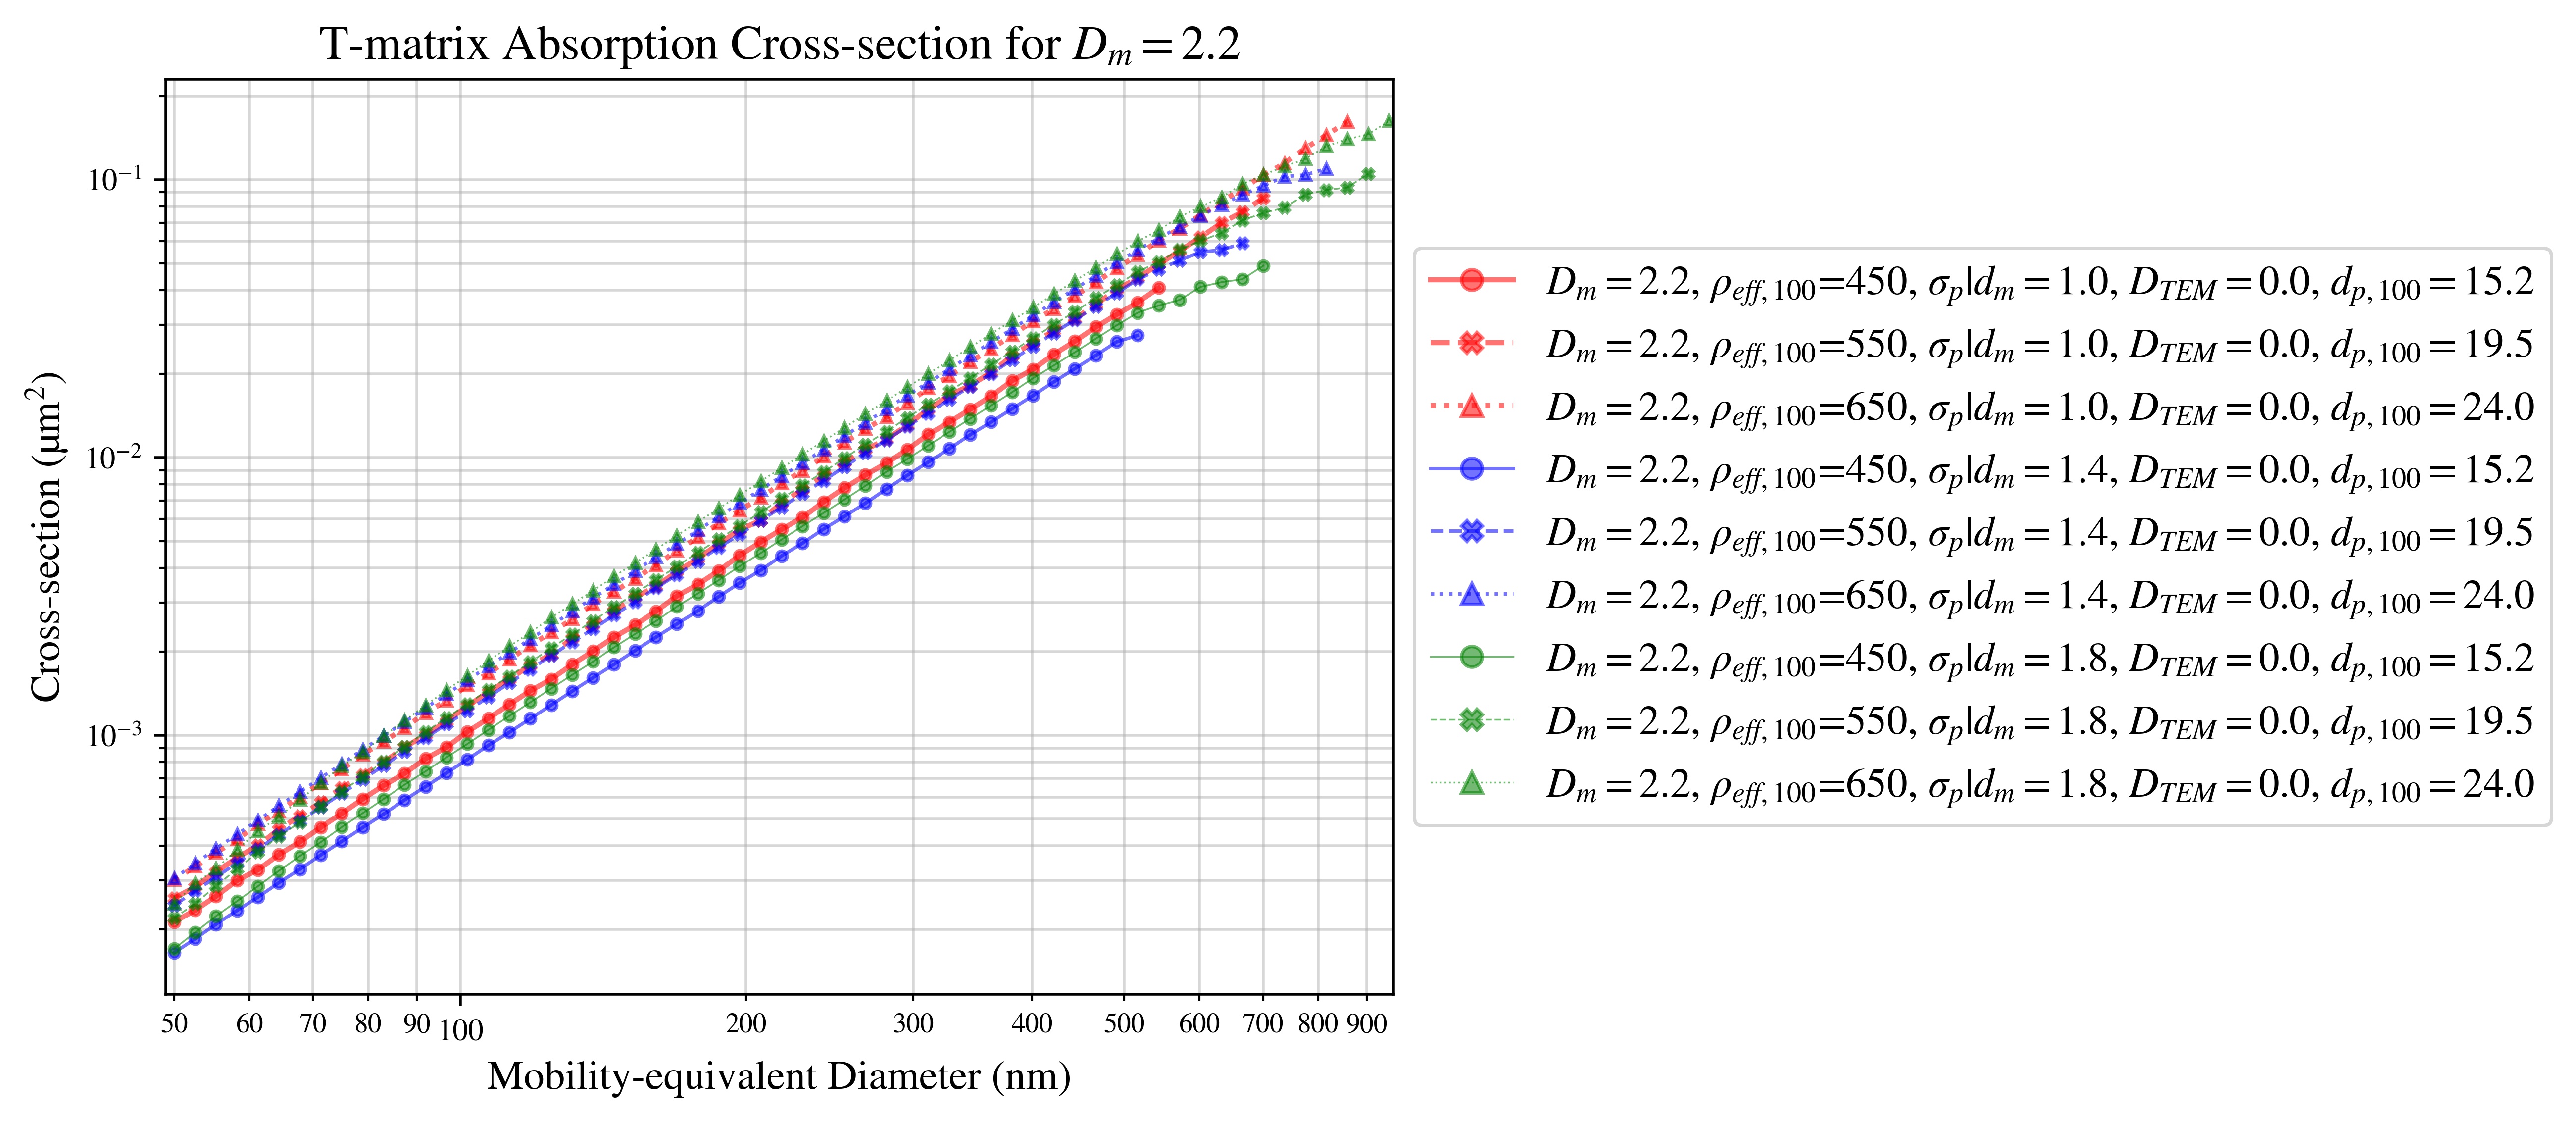 T-matrix Absorption Cross-section for D_m = 2.2
Cross-section (μm²)
10⁻¹
10⁻²
10⁻³
50 60 70 80 90 100 200 300 400 500 600 700 800 900
Mobility-equivalent Diameter (nm)
D_m = 2.2, ρ_eff,100=450, σ_p|d_m = 1.0, D_TEM = 0.0, d_p,100 = 15.2
D_m = 2.2, ρ_eff,100=550, σ_p|d_m = 1.0, D_TEM = 0.0, d_p,100 = 19.5
D_m = 2.2, ρ_eff,100=650, σ_p|d_m = 1.0, D_TEM = 0.0, d_p,100 = 24.0
D_m = 2.2, ρ_eff,100=450, σ_p|d_m = 1.4, D_TEM = 0.0, d_p,100 = 15.2
D_m = 2.2, ρ_eff,100=550, σ_p|d_m = 1.4, D_TEM = 0.0, d_p,100 = 19.5
D_m = 2.2, ρ_eff,100=650, σ_p|d_m = 1.4, D_TEM = 0.0, d_p,100 = 24.0
D_m = 2.2, ρ_eff,100=450, σ_p|d_m = 1.8, D_TEM = 0.0, d_p,100 = 15.2
D_m = 2.2, ρ_eff,100=550, σ_p|d_m = 1.8, D_TEM = 0.0, d_p,100 = 19.5
D_m = 2.2, ρ_eff,100=650, σ_p|d_m = 1.8, D_TEM = 0.0, d_p,100 = 24.0